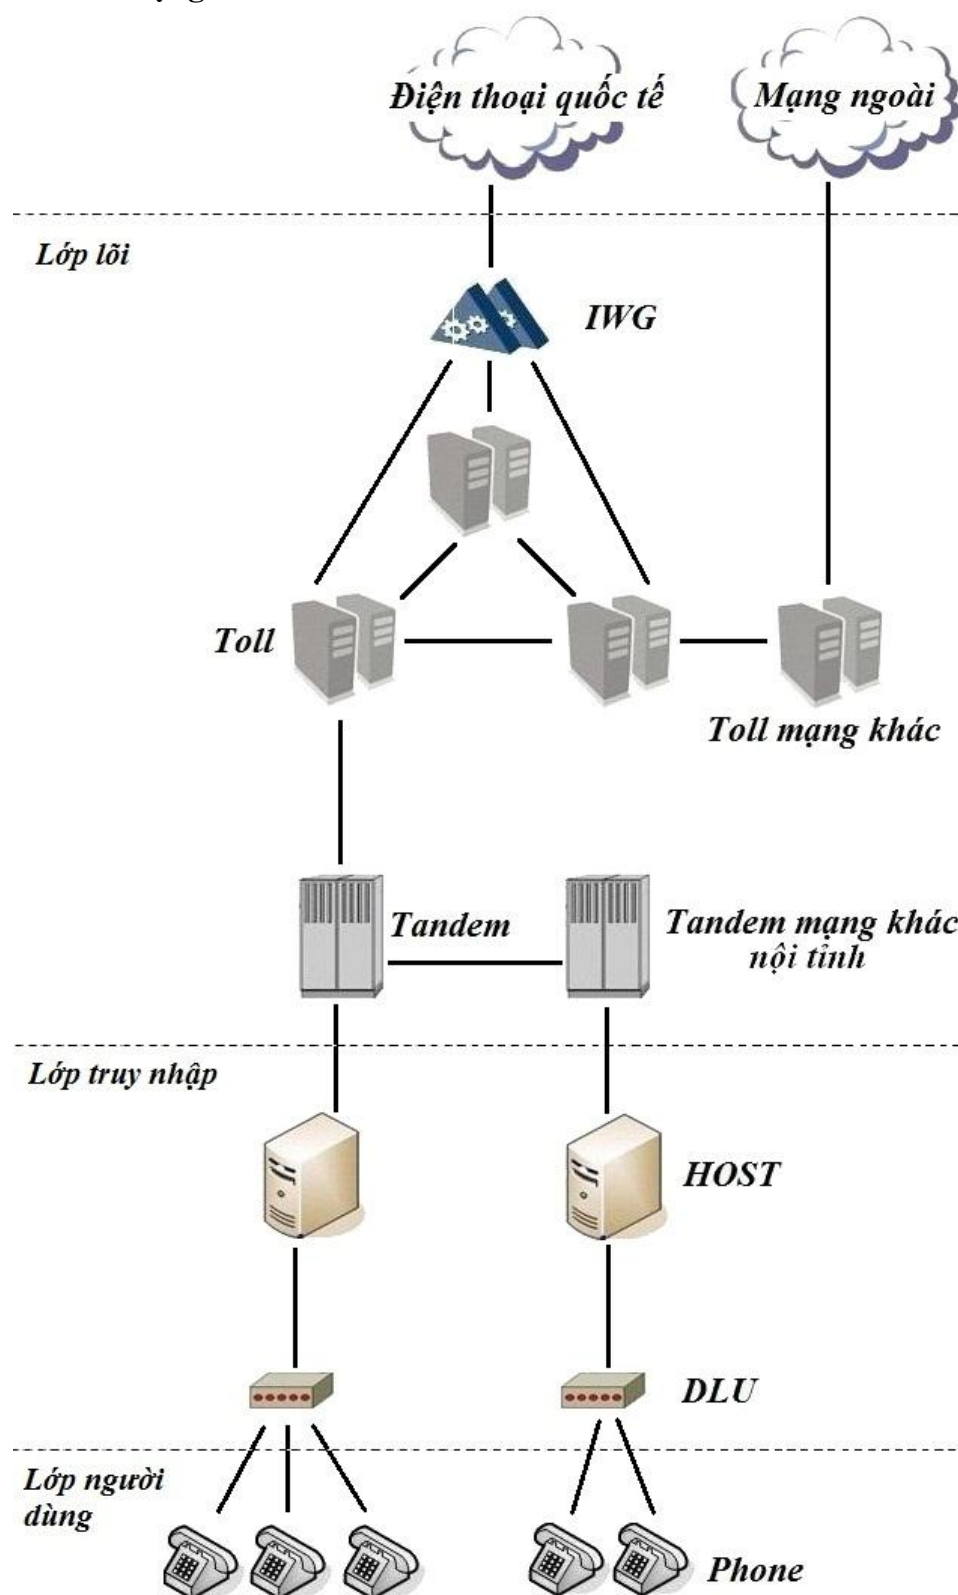 Điện thoại quốc tế
Mạng ngoài
Lớp lõi
IWG
Toll
Toll mạng khác
Tandem
Tandem mạng khác
nội tỉnh
Lớp truy nhập
HOST
DLU
Lớp người
dùng
Phone